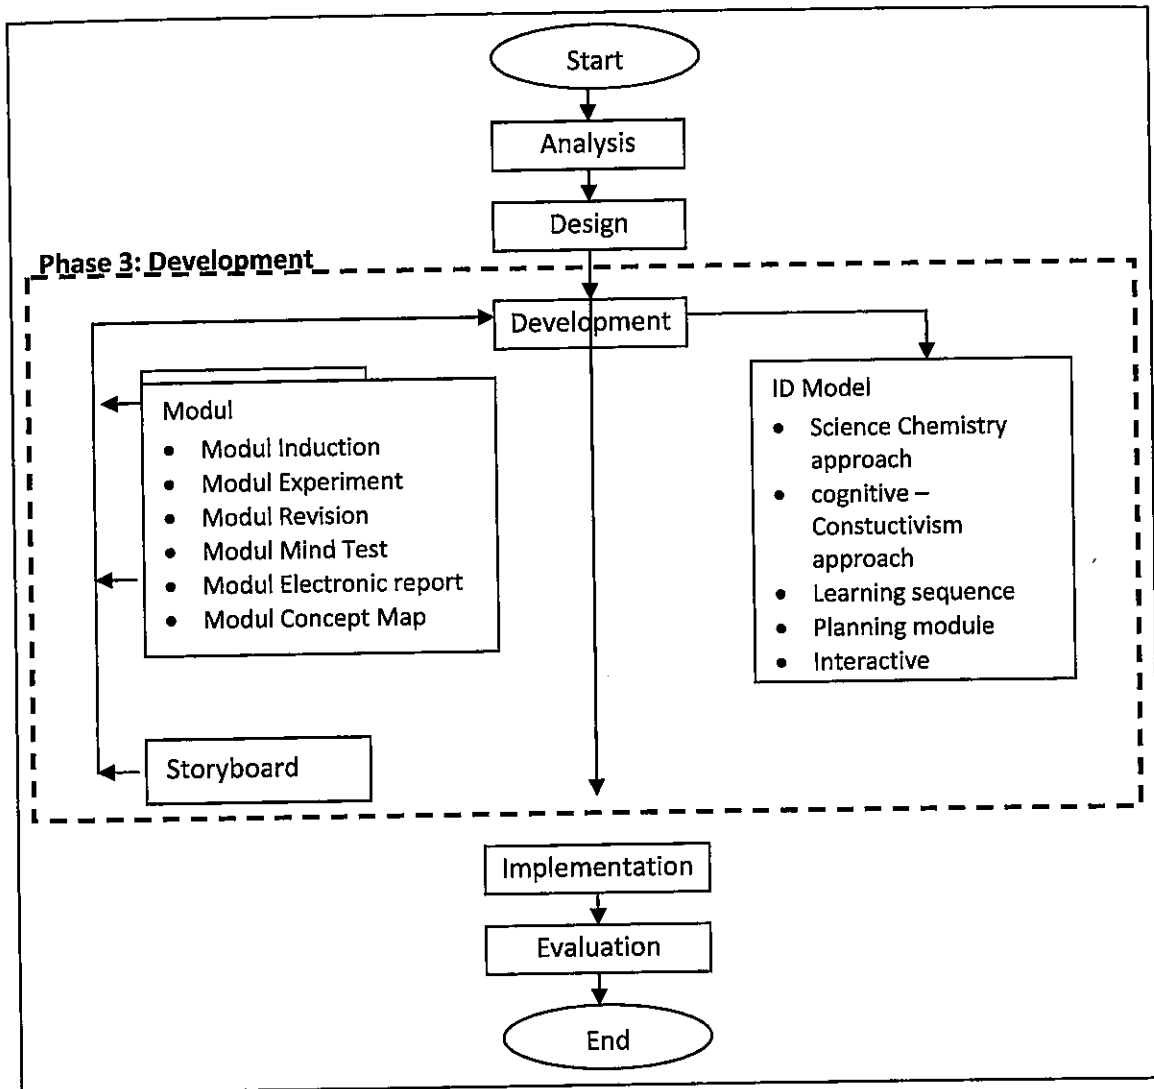 Start
Analysis
Design
Phase 3: Development
Development
Modul
• Modul Induction
• Modul Experiment
• Modul Revision
• Modul Mind Test
• Modul Electronic report
• Modul Concept Map
Storyboard
ID Model
• Science Chemistry
approach
• cognitive –
Constuctivism
approach
• Learning sequence
• Planning module
• Interactive
Implementation
Evaluation
End